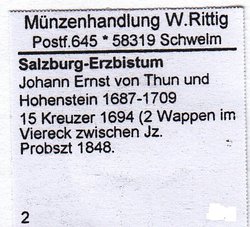 Münzenhandlung W.Rittig
Postf.645 * 58319 Schwelm
Salzburg-Erzbistum
Johann Ernst von Thun und
Hohenstein 1687-1709
15 Kreuzer 1694 (2 Wappen im
Viereck zwischen Jz.
Probszt 1848.
2